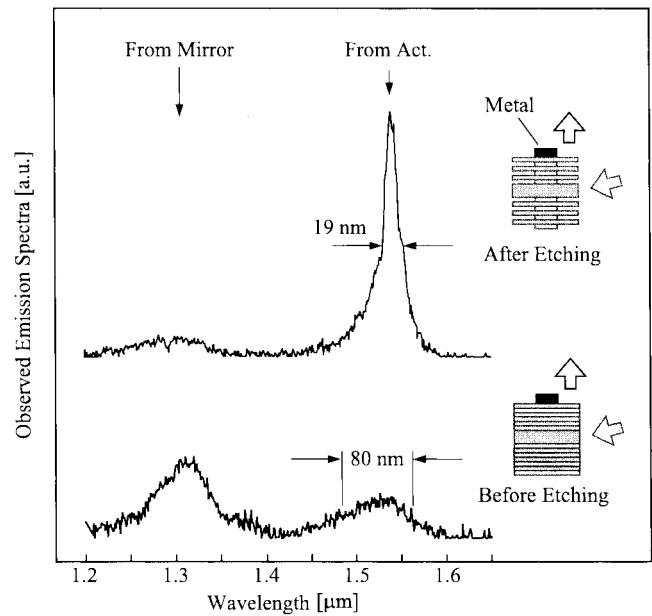 From Mirror
From Act.
Metal
19 nm
After Etching
80 nm
Before Etching
Observed Emission Spectra [a.u.]
1.2 1.3 1.4 1.5 1.6
Wavelength [μm]